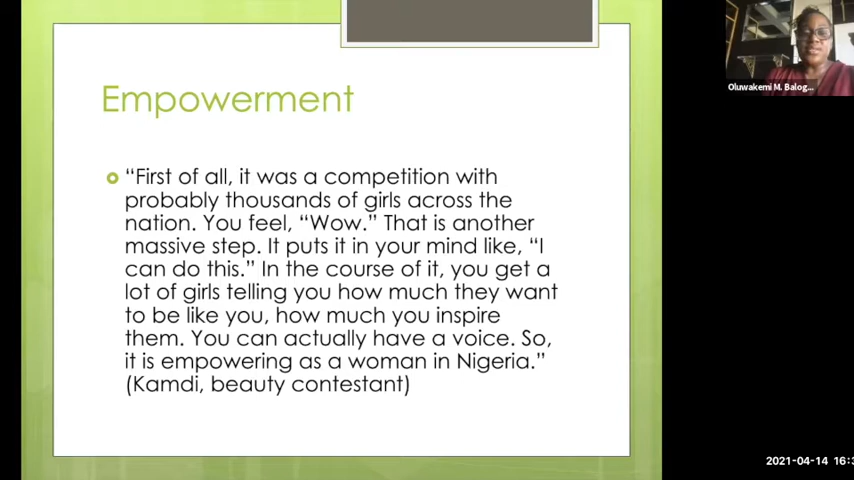 Empowerment
“First of all, it was a competition with
probably thousands of girls across the
nation. You feel, “Wow.” That is another
massive step. It puts it in your mind like, “I
can do this.” In the course of it, you get a
lot of girls telling you how much they want
to be like you, how much you inspire
them. You can actually have a voice. So,
it is empowering as a woman in Nigeria.”
(Kamdi, beauty contestant)
Oluwakemi M. Balog...
2021-04-14 16:3